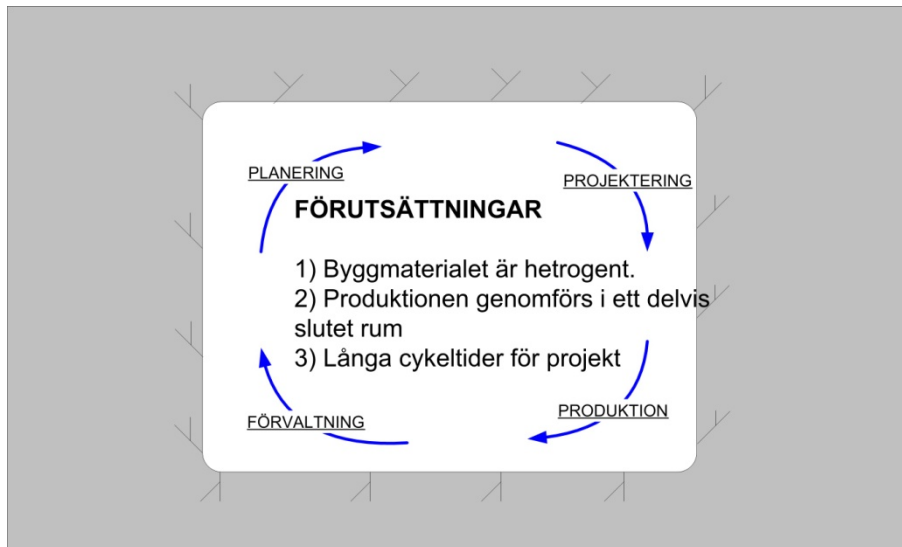 PLANERING
PROJEKTERING
FÖRUTSÄTTNINGAR
1) Byggmaterialet är hetrogent.
2) Produktionen genomförs i ett delvis
slutet rum
3) Långa cykeltider för projekt
PRODUKTION
FÖRVALTNING